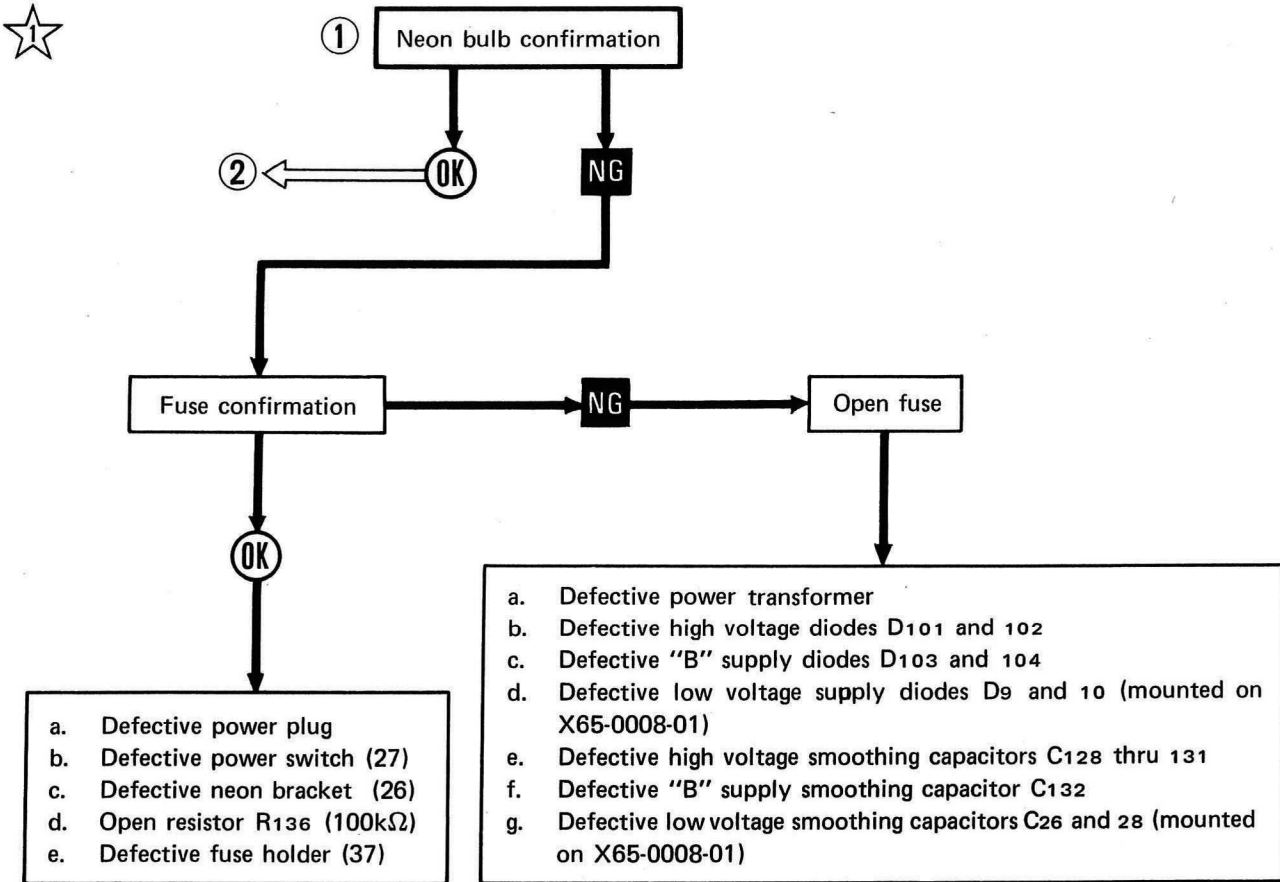 1
① Neon bulb confirmation
② OK NG
Fuse confirmation NG Open fuse
OK
a. Defective power plug
b. Defective power switch (27)
c. Defective neon bracket (26)
d. Open resistor R136 (100kΩ)
e. Defective fuse holder (37)
a. Defective power transformer
b. Defective high voltage diodes D101 and 102
c. Defective "B" supply diodes D103 and 104
d. Defective low voltage supply diodes D9 and 10 (mounted on
X65-0008-01)
e. Defective high voltage smoothing capacitors C128 thru 131
f. Defective "B" supply smoothing capacitor C132
g. Defective low voltage smoothing capacitors C26 and 28 (mounted
on X65-0008-01)